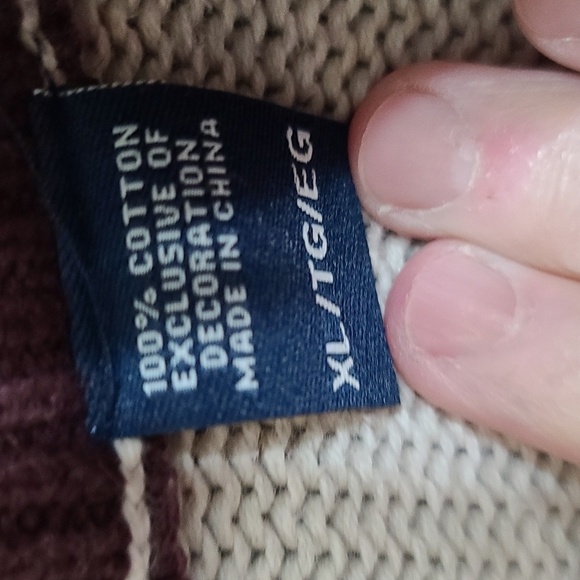 100% COTTON
EXCLUSIVE OF
DECORATION
MADE IN CHINA
XL/TG/EG